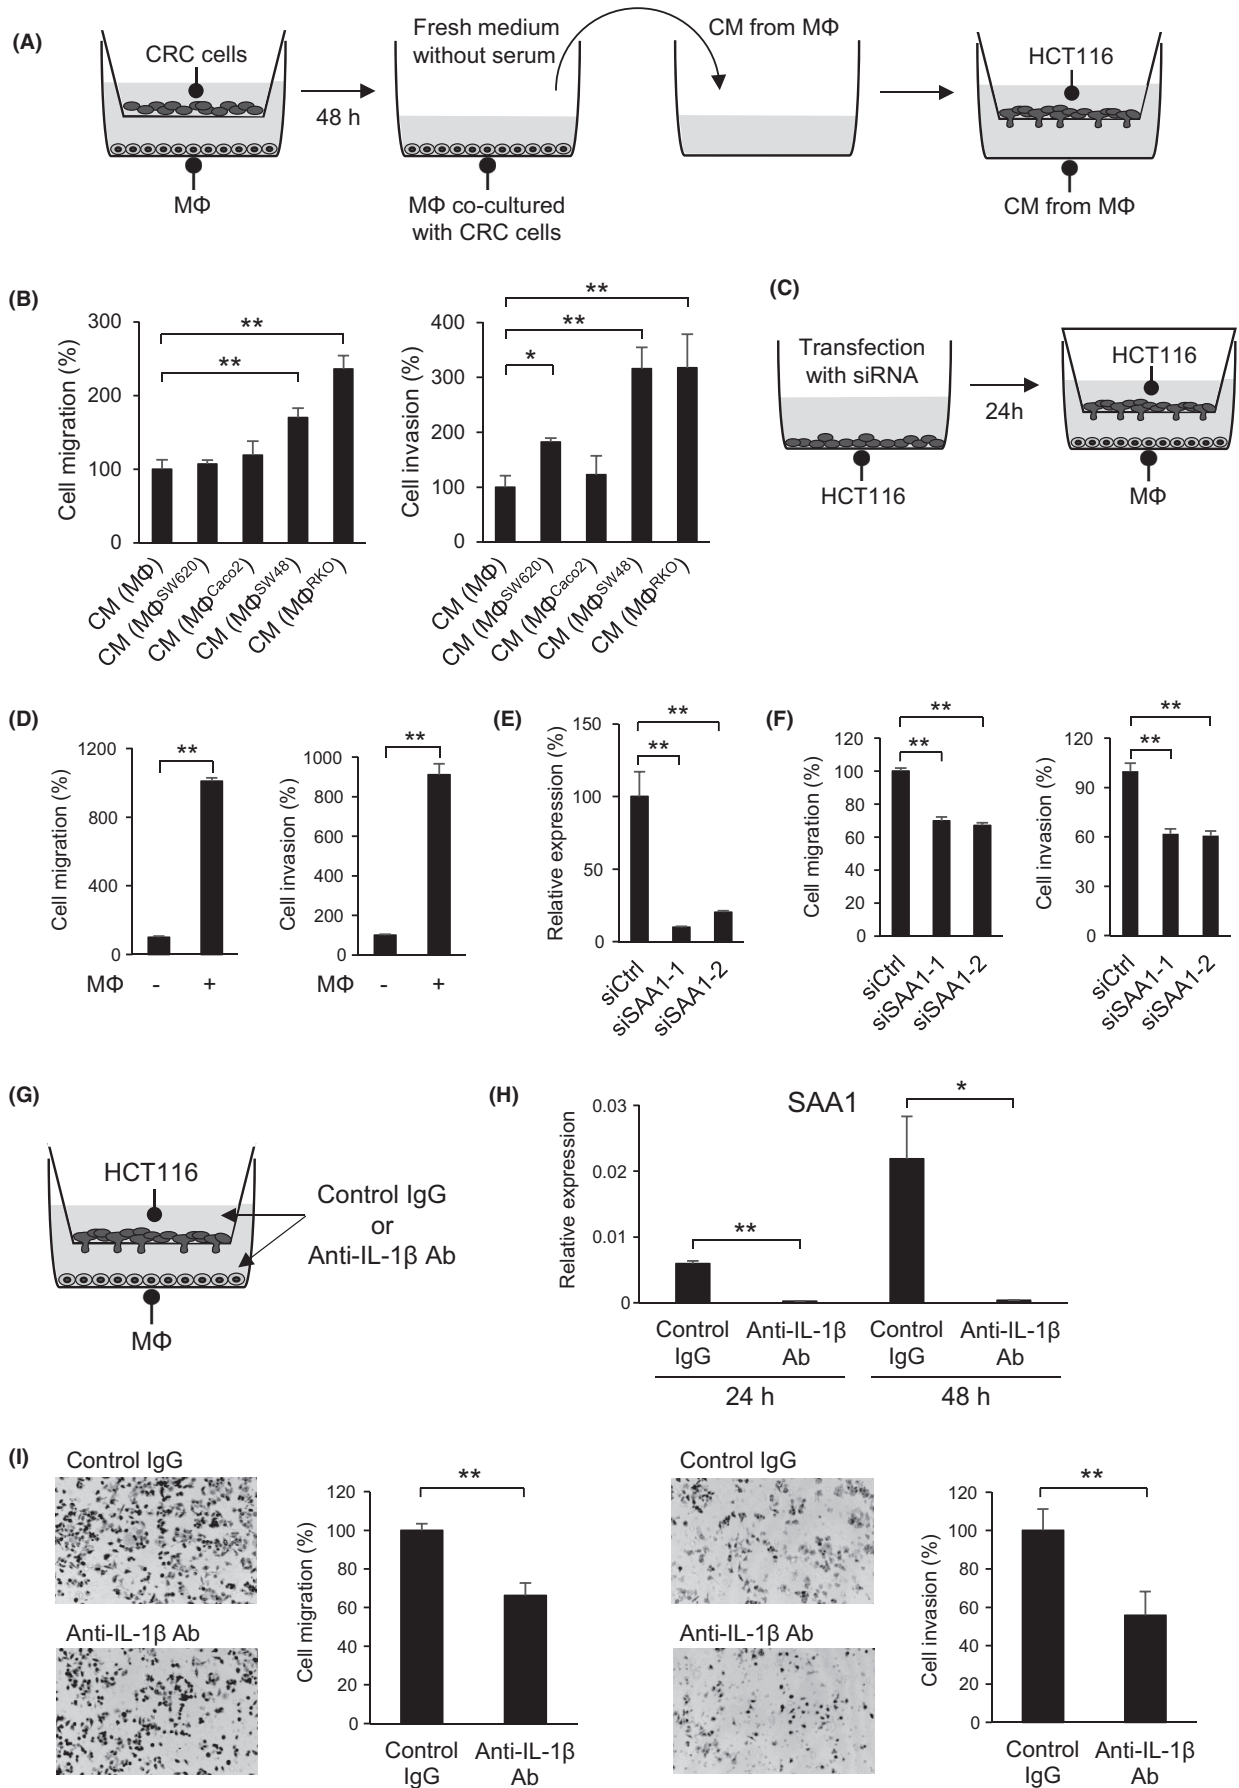 (A)
CRC cells
48 h
MΦ
Fresh medium
without serum
MΦ co-cultured
with CRC cells
CM from MΦ
HCT116
CM from MΦ
(B)
300
200
100
0
Cell migration (%)
**
**
CM (MΦ)
CM (MΦSW620)
CM (MΦCaco2)
CM (MΦSW48)
CM (MΦRKO)
400
300
200
100
0
Cell invasion (%)
**
**
*
CM (MΦ)
CM (MΦSW620)
CM (MΦCaco2)
CM (MΦSW48)
CM (MΦRKO)
(C)
Transfection
with siRNA
HCT116
24h
HCT116
MΦ
(D)
1200
800
400
0
Cell migration (%)
**
MΦ - +
1000
800
600
400
200
0
Cell invasion (%)
**
MΦ - +
(E)
150
100
50
0
Relative expression (%)
**
**
siCtrl
siSAA1-1
siSAA1-2
(F)
120
100
80
60
40
20
0
Cell migration (%)
**
**
siCtrl
siSAA1-1
siSAA1-2
120
90
60
30
0
Cell invasion (%)
**
**
siCtrl
siSAA1-1
siSAA1-2
(G)
HCT116
Control IgG
or
Anti-IL-1β Ab
MΦ
(H)
SAA1
0.03
0.02
0.01
0
Relative expression
**
*
Control
IgG
Anti-IL-1β
Ab
Control
IgG
Anti-IL-1β
Ab
24 h
48 h
(I)
Control IgG
Anti-IL-1β Ab
120
100
80
60
40
20
0
Cell migration (%)
**
Control
IgG
Anti-IL-1β
Ab
Control IgG
Anti-IL-1β Ab
120
100
80
60
40
20
0
Cell invasion (%)
**
Control
IgG
Anti-IL-1β
Ab